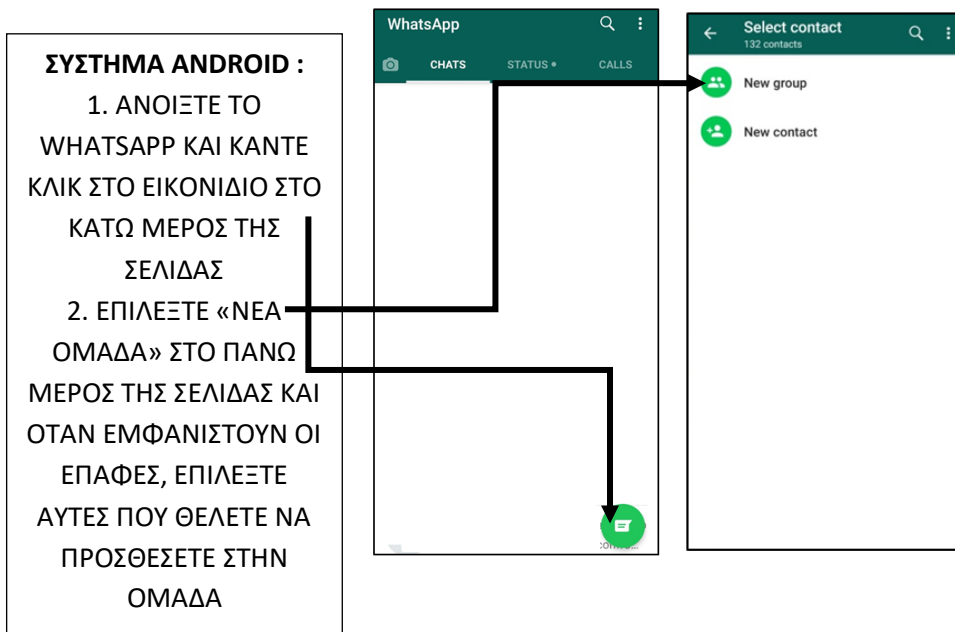 ΣΥΣΤΗΜΑ ANDROID :
1. ΑΝΟΙΞΤΕ ΤΟ
WHATSAPP ΚΑΙ ΚΑΝΤΕ
ΚΛΙΚ ΣΤΟ ΕΙΚΟΝΙΔΙΟ ΣΤΟ
ΚΑΤΩ ΜΕΡΟΣ ΤΗΣ
ΣΕΛΙΔΑΣ
2. ΕΠΙΛΕΞΤΕ «ΝΕΑ
ΟΜΑΔΑ» ΣΤΟ ΠΑΝΩ
ΜΕΡΟΣ ΤΗΣ ΣΕΛΙΔΑΣ ΚΑΙ
ΟΤΑΝ ΕΜΦΑΝΙΣΤΟΥΝ ΟΙ
ΕΠΑΦΕΣ, ΕΠΙΛΕΞΤΕ
ΑΥΤΕΣ ΠΟΥ ΘΕΛΕΤΕ ΝΑ
ΠΡΟΣΘΕΣΕΤΕ ΣΤΗΝ
ΟΜΑΔΑ
WhatsApp
CHATS STATUS CALLS
Select contact
132 contacts
New group
New contact